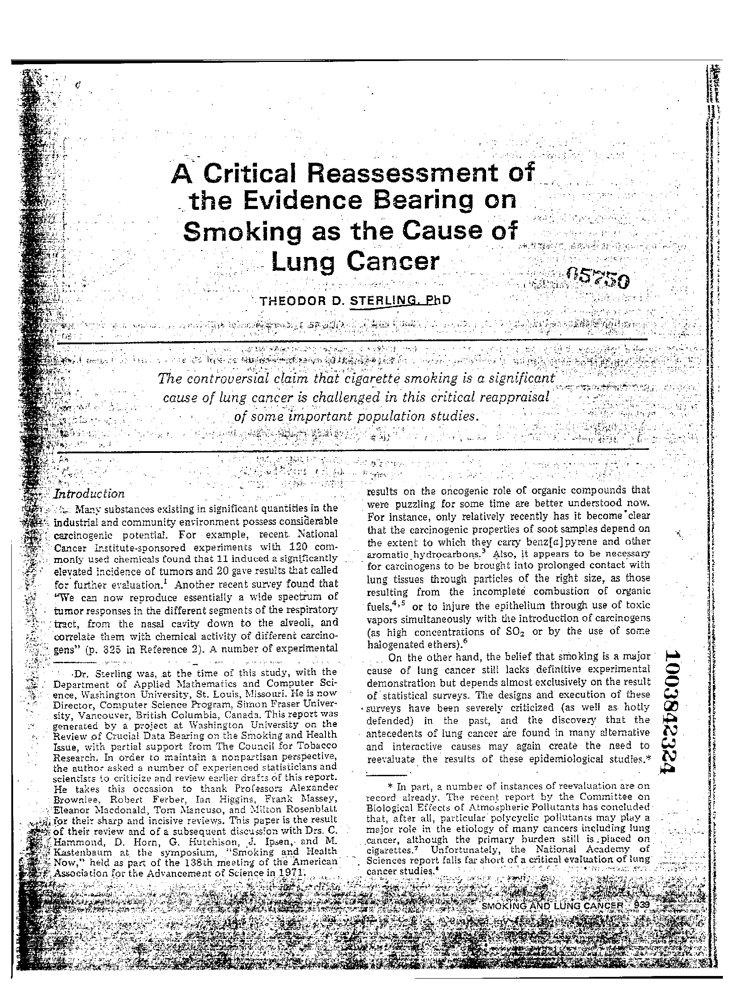 A Critical Reassessment of
the Evidence Bearing on
Smoking as the Cause of
Lung Cancer
05750
THEODOR D. STERLING, PhD
The controversial claim that cigarette smoking is a significant
cause of lung cancer is challenged in this critical reappraisal
of some important population studies.
Introduction
Many substances existing in significant quantities in the
industrial and community environment possess considerable
carcinogenic potential. For example, recent National
Cancer Institute-sponsored experiments with 120 com-
monly used chemicals found that 11 induced a significantly
elevated incidence of tumors and 20 gave results that called
for further evaluation.1 Another recent survey found that
"We can now reproduce essentially a wide spectrum of
tumor responses in the different segments of the respiratory
tract, from the nasal cavity down to the alveoli, and
correlate them with chemical activity of different carcino-
gens" (p. 325 in Reference 2). A number of experimental
Dr. Sterling was, at the time of this study, with the
Department of Applied Mathematics and Computer Sci-
ence, Washington University, St. Louis, Missouri. He is now
Director, Computer Science Program, Simon Fraser Univer-
sity, Vancouver, British Columbia, Canada. This report was
generated by a project at Washington University on the
Review of Crucial Data Bearing on the Smoking and Health
Issue, with partial support from The Council for Tobacco
Research. In order to maintain a nonpartisan perspective,
the author asked a number of experienced statisticians and
scientists to criticize and review earlier drafts of this report.
He takes this occasion to thank Professors Alexander
Brownlee, Robert Ferber, Ian Higgins, Frank Massey,
Eleanor Macdonald, Tom Mancuso, and Milton Rosenblatt
for their sharp and incisive reviews. This paper is the result
of their review and of a subsequent discussion with Drs. C.
Hammond, D. Horn, G. Hutchison, J. Ipsen, and M.
Kastenbaum at the symposium, "Smoking and Health
Now," held as part of the 138th meeting of the American
Association for the Advancement of Science in 1971.
results on the oncogenic role of organic compounds that
were puzzling for some time are better understood now.
For instance, only relatively recently has it become clear
that the carcinogenic properties of soot samples depend on
the extent to which they carry benz[a]pyrene and other
aromatic hydrocarbons.3 Also, it appears to be necessary
for carcinogens to be brought into prolonged contact with
lung tissues through particles of the right size, as those
resulting from the incomplete combustion of organic
fuels,4,5 or to injure the epithelium through use of toxic
vapors simultaneously with the introduction of carcinogens
(as high concentrations of SO2 or by the use of some
halogenated ethers).6
On the other hand, the belief that smoking is a major
cause of lung cancer still lacks definitive experimental
demonstration but depends almost exclusively on the result
of statistical surveys. The designs and execution of these
surveys have been severely criticized (as well as hotly
defended) in the past, and the discovery that the
antecedents of lung cancer are found in many alternative
and interactive causes may again create the need to
reevaluate the results of these epidemiological studies.*
* In part, a number of instances of reevaluation are on
record already. The recent report by the Committee on
Biological Effects of Atmospheric Pollutants has concluded
that, after all, particular polycyclic pollutants may play a
major role in the etiology of many cancers including lung
cancer, although the primary burden still is placed on
cigarettes.7 Unfortunately, the National Academy of
Sciences report falls far short of a critical evaluation of lung
cancer studies.8
SMOKING AND LUNG CANCER 939
1003842324